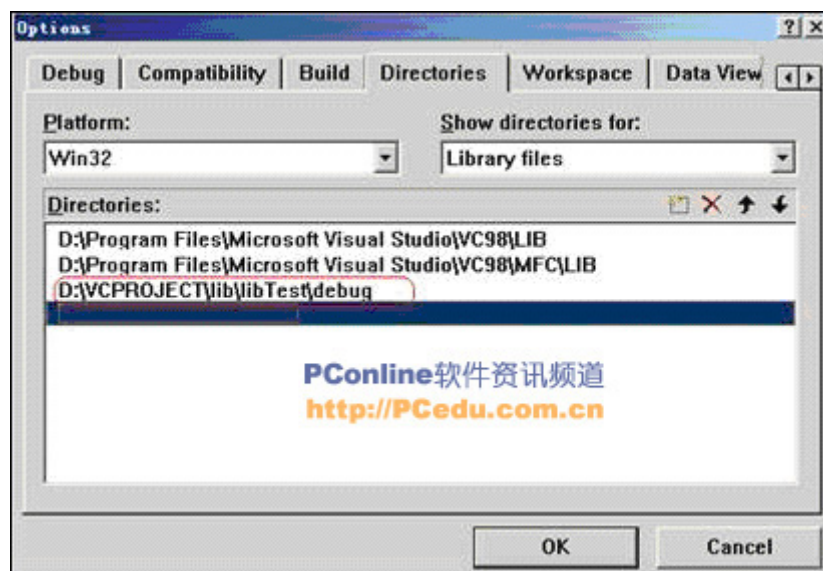 Options
Debug Compatibility Build Directories Workspace Data View
Platform: Show directories for:
Win32 Library files
Directories:
D:\Program Files\Microsoft Visual Studio\VC98\LIB
D:\Program Files\Microsoft Visual Studio\VC98\MFC\LIB
D:\VCPROJECT\lib\libTest\debug
PConline软件资讯频道
http://PCedu.com.cn
OK Cancel